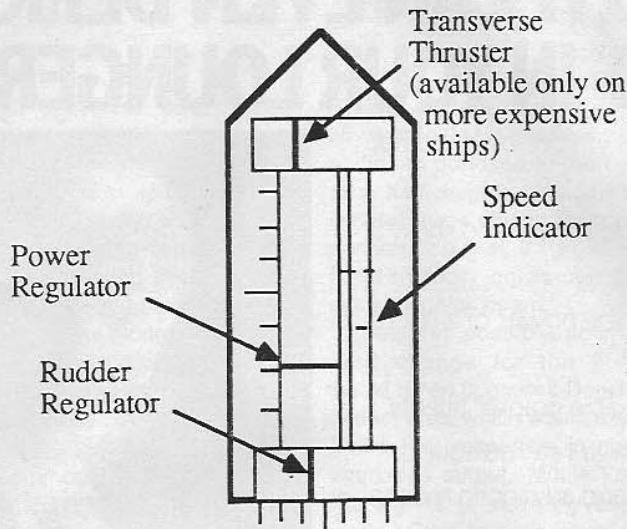 Transverse
Thruster
(available only on
more expensive
ships)
Speed
Indicator
Power
Regulator
Rudder
Regulator